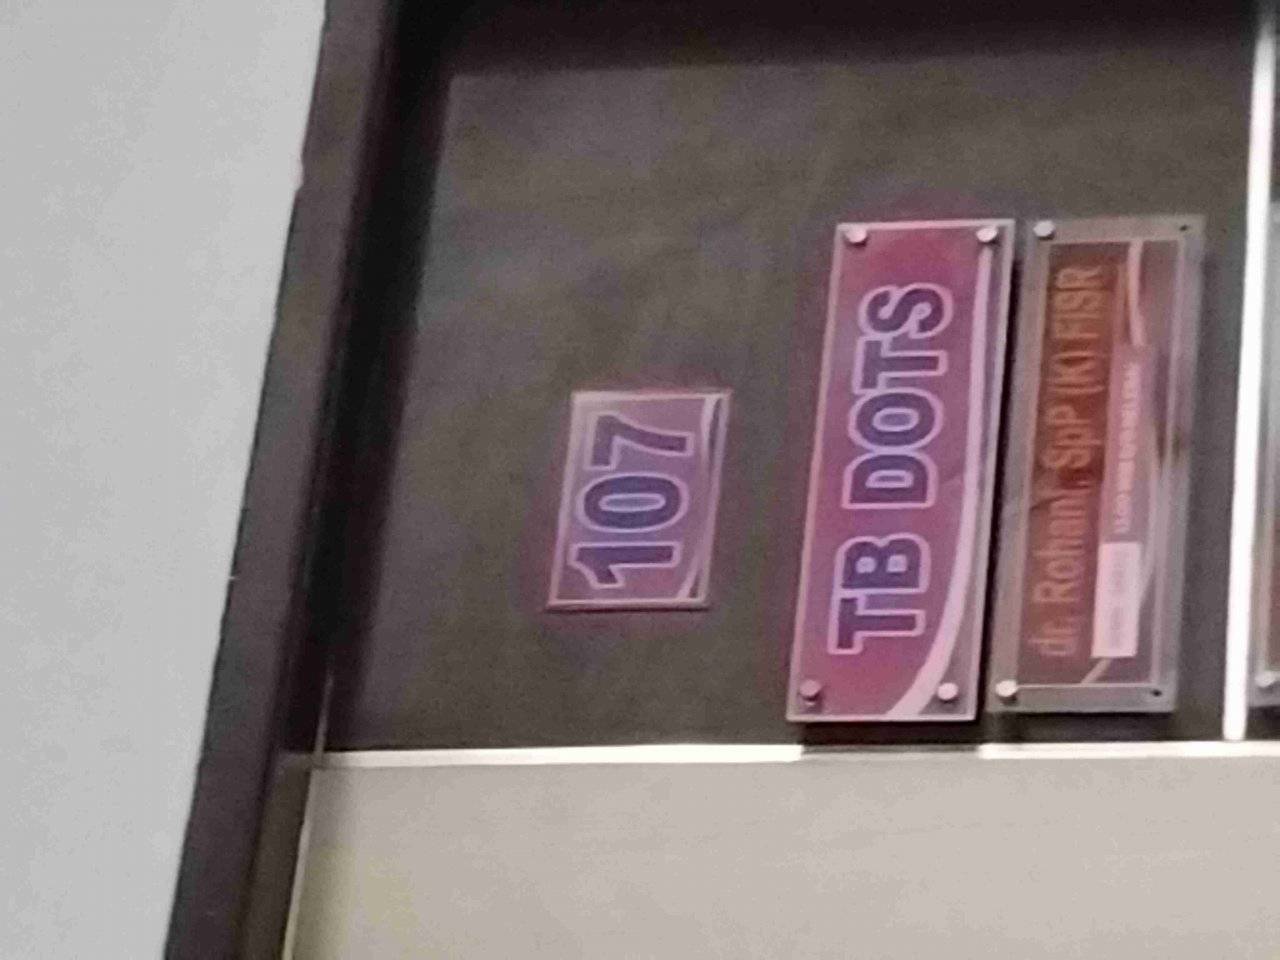 107
TB DOTS
dr. Rohani, SpP (K) FISR